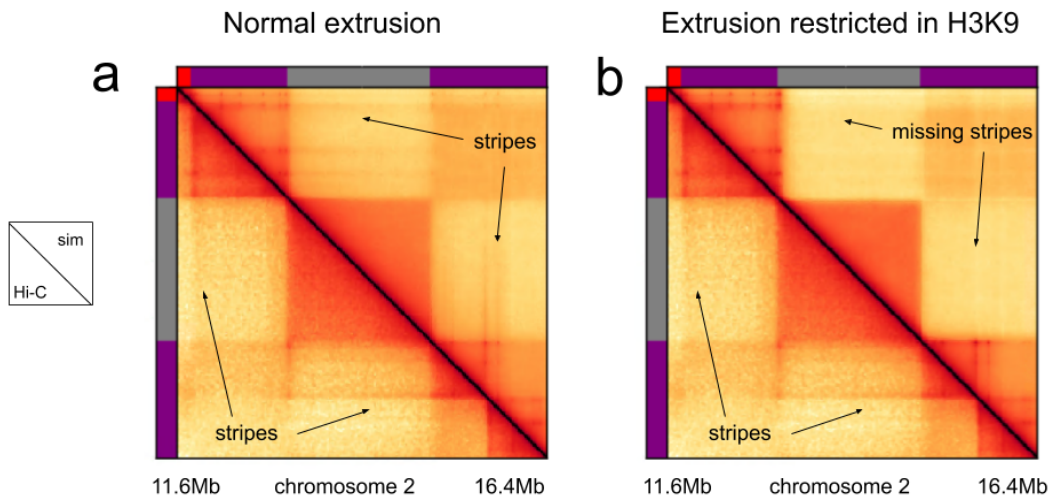 Normal extrusion
Extrusion restricted in H3K9
a
b
stripes
missing stripes
sim
Hi-C
stripes
stripes
11.6Mb chromosome 2 16.4Mb
11.6Mb chromosome 2 16.4Mb